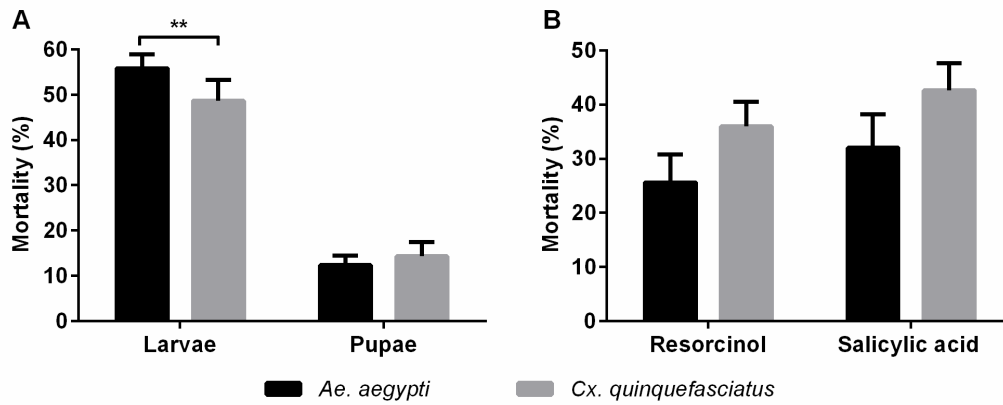 A
B
**
Mortality (%)
60
50
40
30
20
10
0
Larvae
Pupae
Mortality (%)
50
40
30
20
10
0
Resorcinol
Salicylic acid
Ae. aegypti
Cx. quinquefasciatus